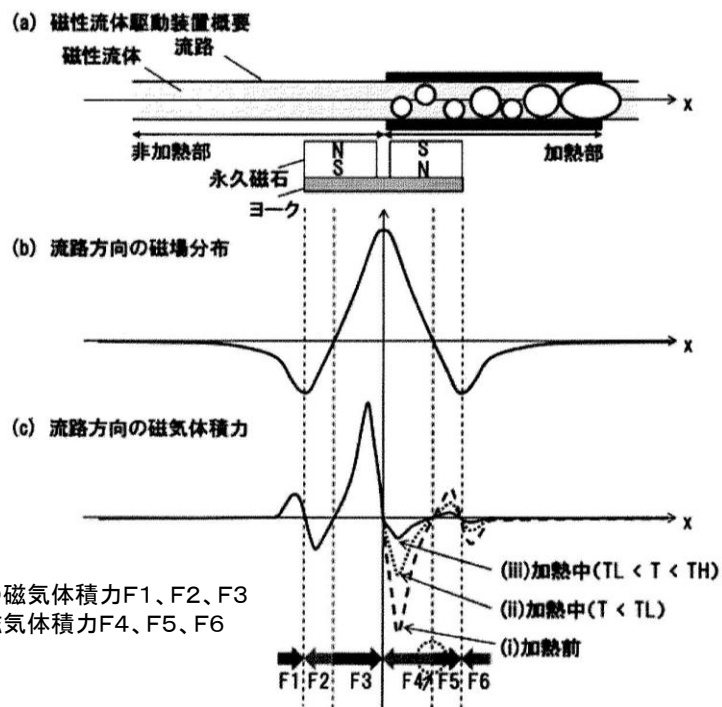 (a) 磁性流体駆動装置概要
磁性流体
流路
x
非加熱部
加熱部
N
S
S
N
永久磁石
ヨーク
(b) 流路方向の磁場分布
x
(c) 流路方向の磁気体積力
x
(iii)加熱中(TL < T < TH)
磁気体積力F1、F2、F3
(ii)加熱中(T < TL)
気体積力F4、F5、F6
(i)加熱前
F1 F2 F3 F4 F5 F6